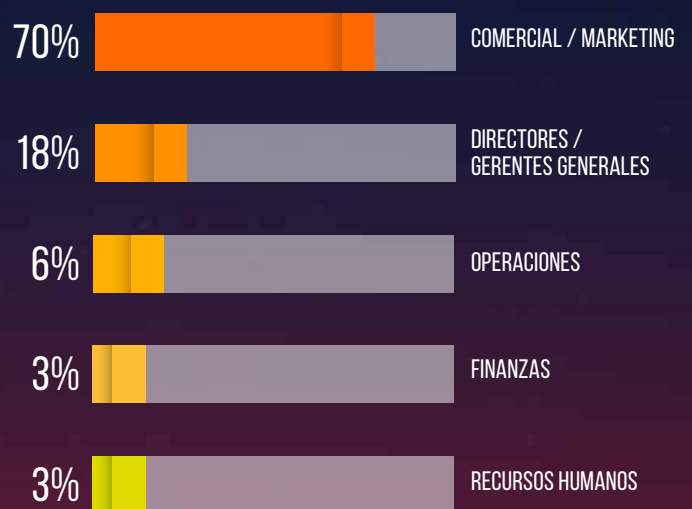 70% COMERCIAL / MARKETING
18% DIRECTORES /
GERENTES GENERALES
6% OPERACIONES
3% FINANZAS
3% RECURSOS HUMANOS